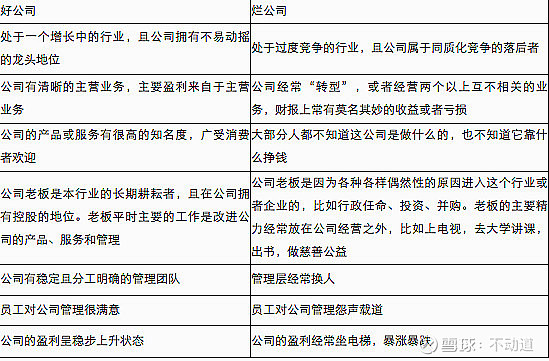 好公司
烂公司
处于一个增长中的行业，且公司拥有不易动摇
的龙头地位
处于过度竞争的行业，且公司属于同质化竞争的落后者
公司有清晰的主营业务，主要盈利来自于主营
业务
公司经常“转型”，或者经营两个以上互不相关的业
务，财报上常有莫名其妙的收益或者亏损
公司的产品或服务有很高的知名度，广受消费
者欢迎
大部分人都不知道这公司是做什么的，也不知道它靠什
么挣钱
公司老板是本行业的长期耕耘者，且在公司拥
有控股的地位。老板平时主要的工作是改进公
司的产品、服务和管理
公司老板是因为各种各样偶然性的原因进入这个行业或
者企业的，比如行政任命、投资、并购。老板的主要精
力经常放在公司经营之外，比如上电视，去大学讲课，
出书，做慈善公益
公司有稳定且分工明确的管理团队
管理层经常换人
员工对公司管理很满意
员工对公司管理怨声载道
公司的盈利呈稳步上升状态
公司的盈利经常坐电梯，暴涨暴跌
雪球：不动道